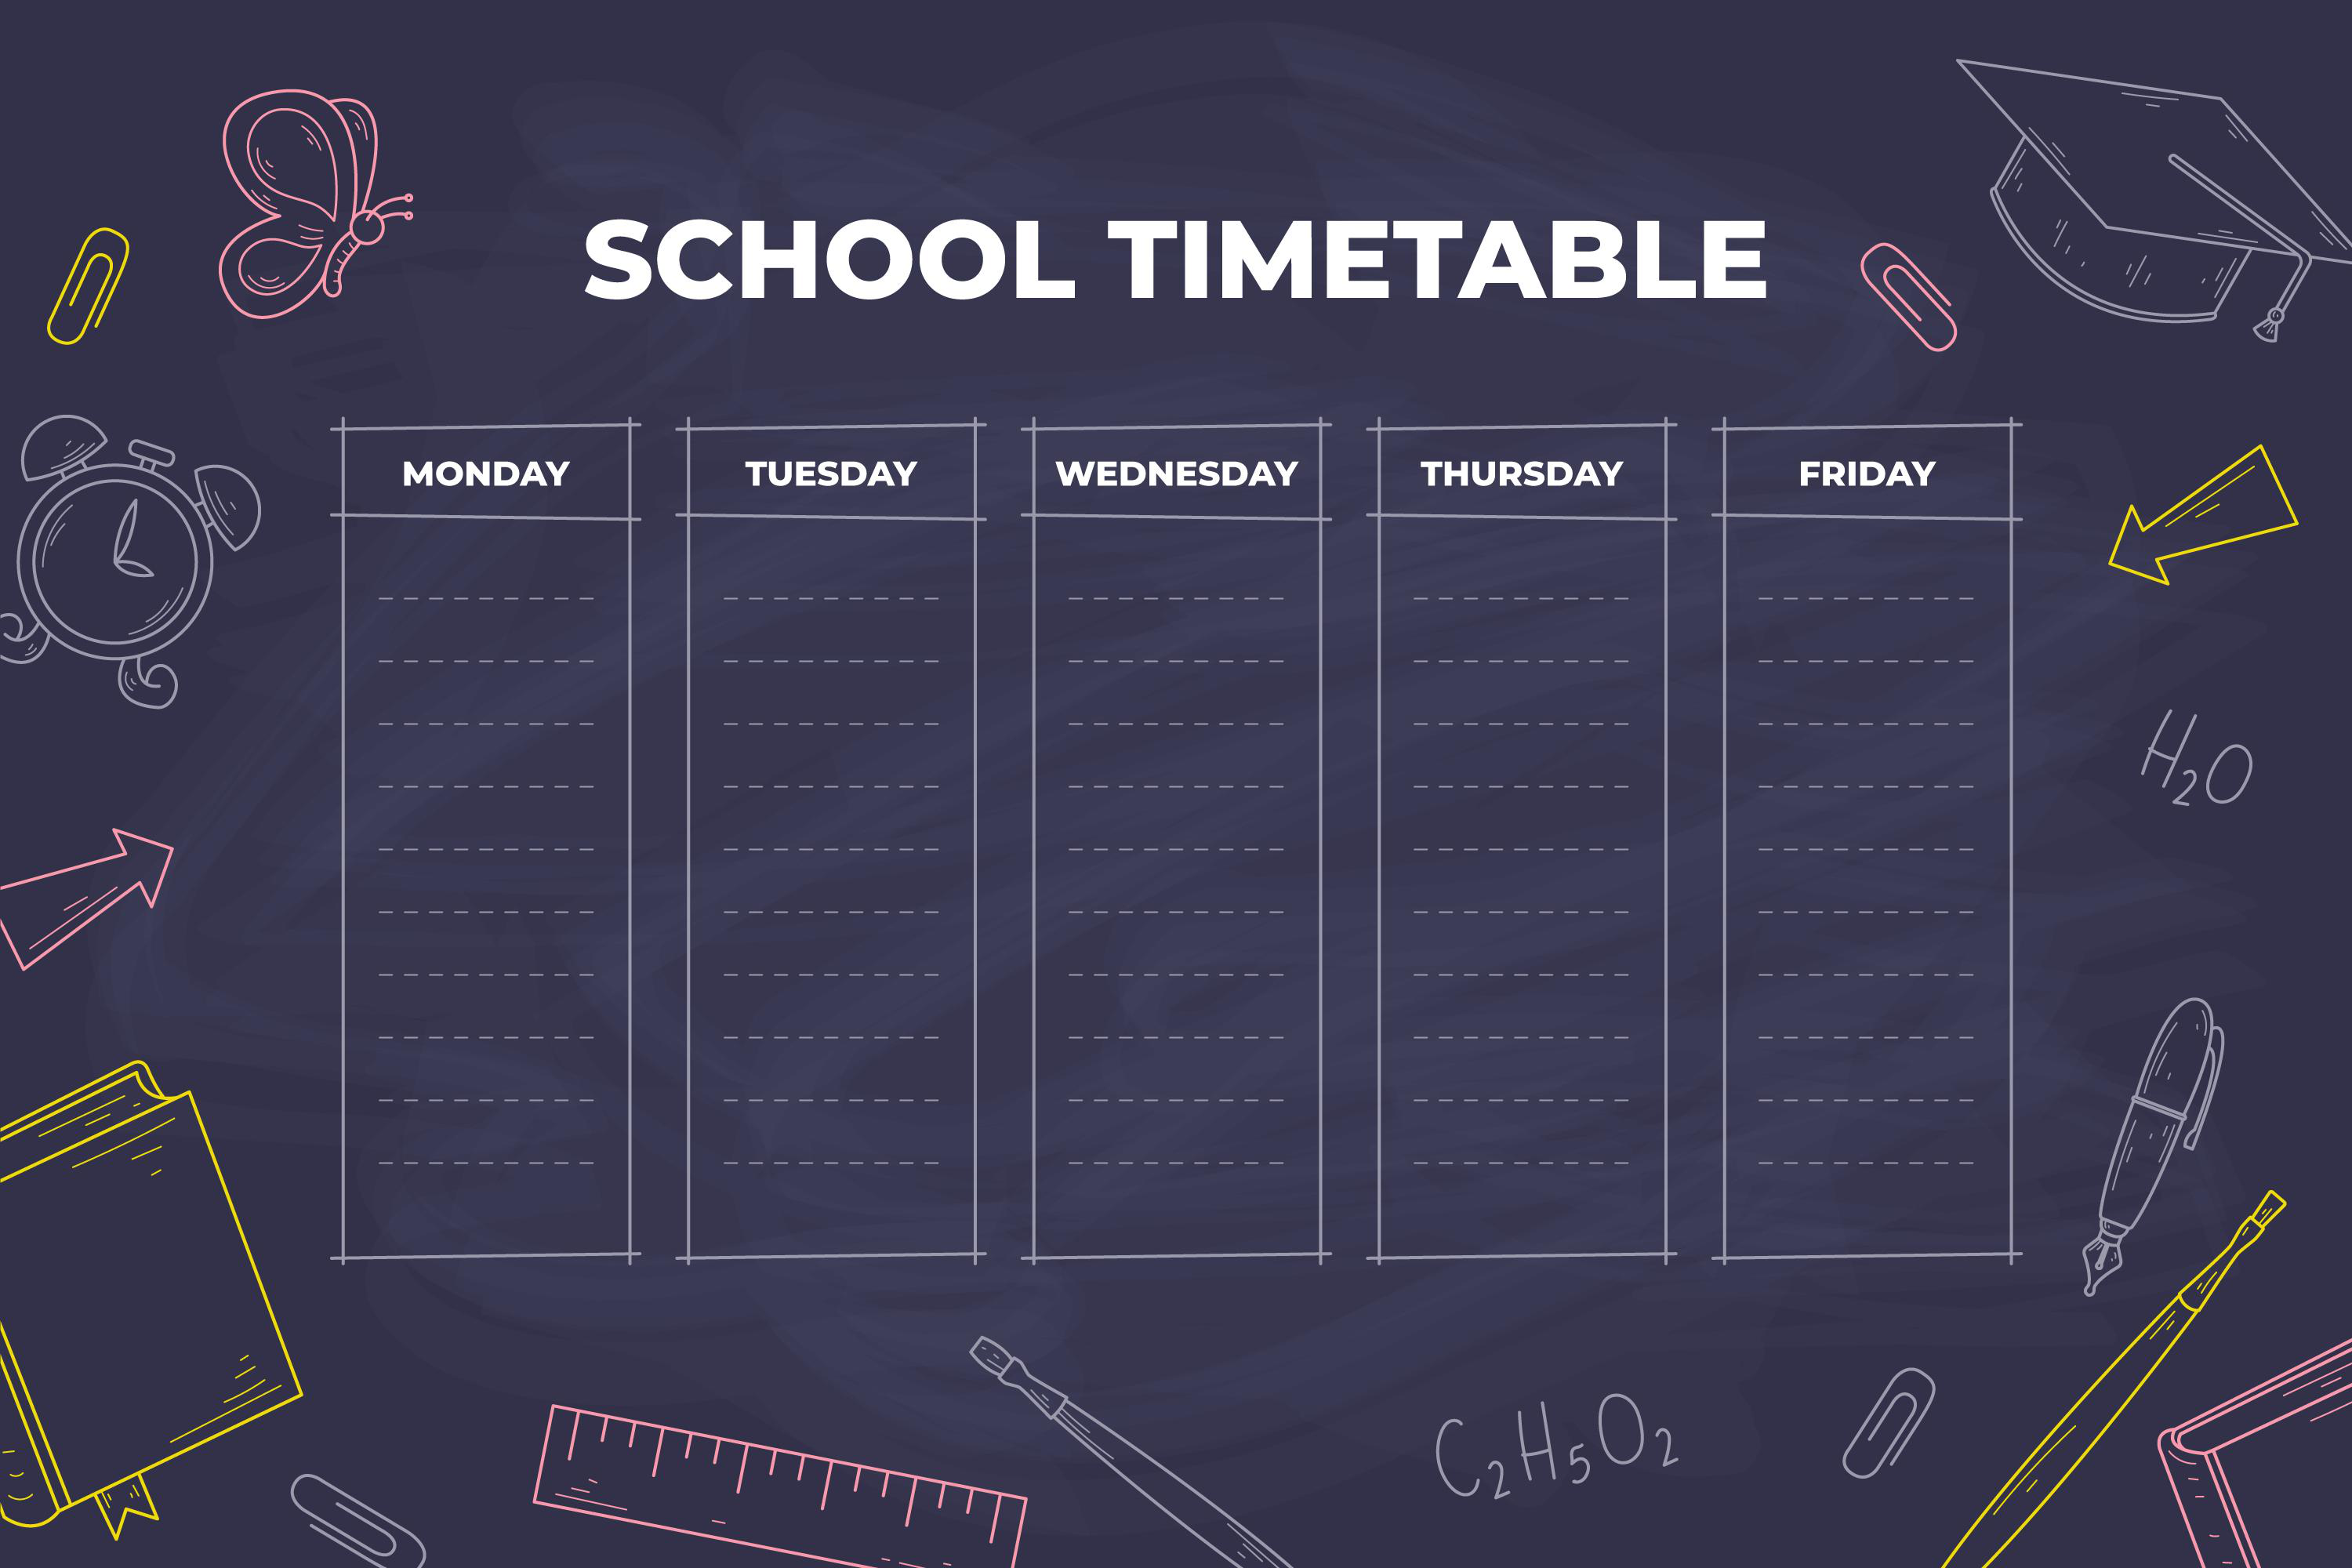 SCHOOL TIMETABLE
MONDAY
TUESDAY
WEDNESDAY
THURSDAY
FRIDAY
H₂O
C₂H₅O₂